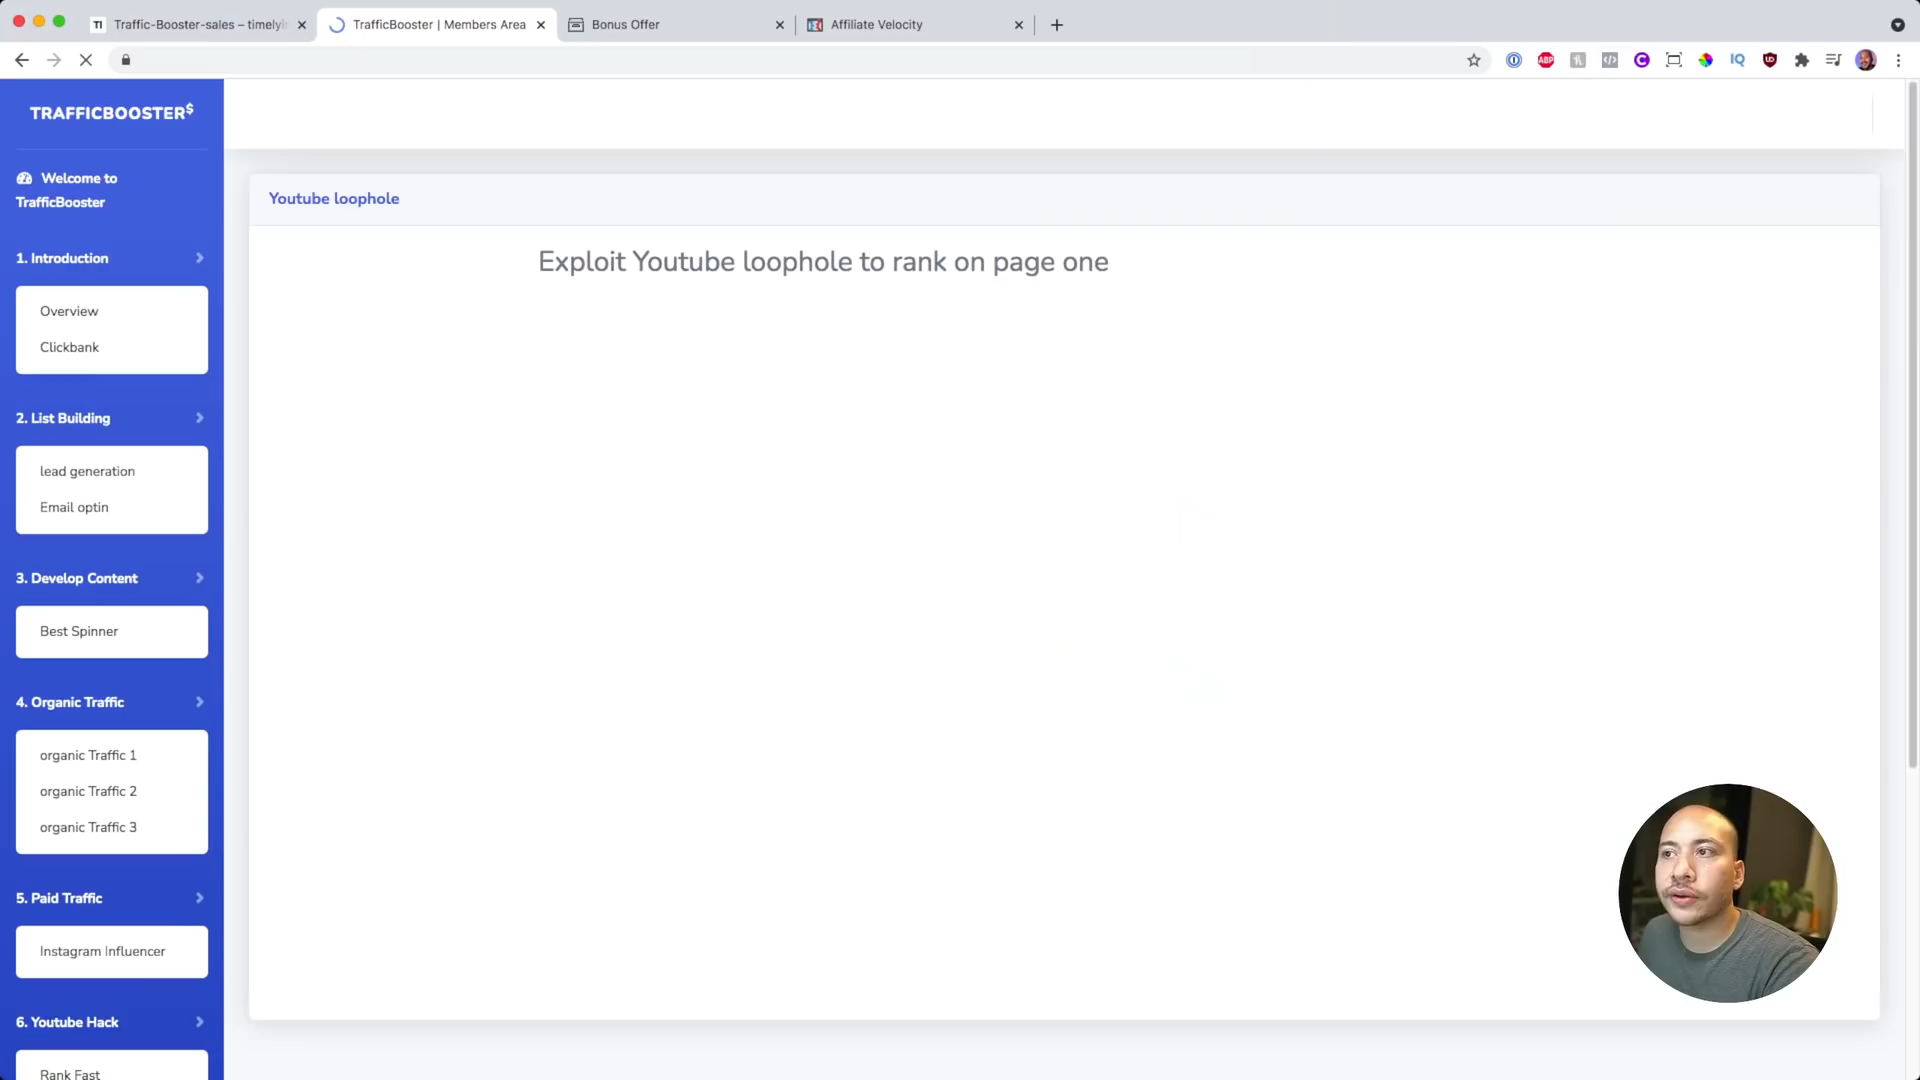 Traffic-Booster-sales – timelyi
TrafficBooster | Members Area
Bonus Offer
Affiliate Velocity
TRAFFICBOOSTER$
Welcome to
TrafficBooster
1. Introduction
Overview
Clickbank
2. List Building
lead generation
Email optin
3. Develop Content
Best Spinner
4. Organic Traffic
organic Traffic 1
organic Traffic 2
organic Traffic 3
5. Paid Traffic
Instagram Influencer
6. Youtube Hack
Rank Fast
Youtube loophole
Exploit Youtube loophole to rank on page one
ABP
IQ